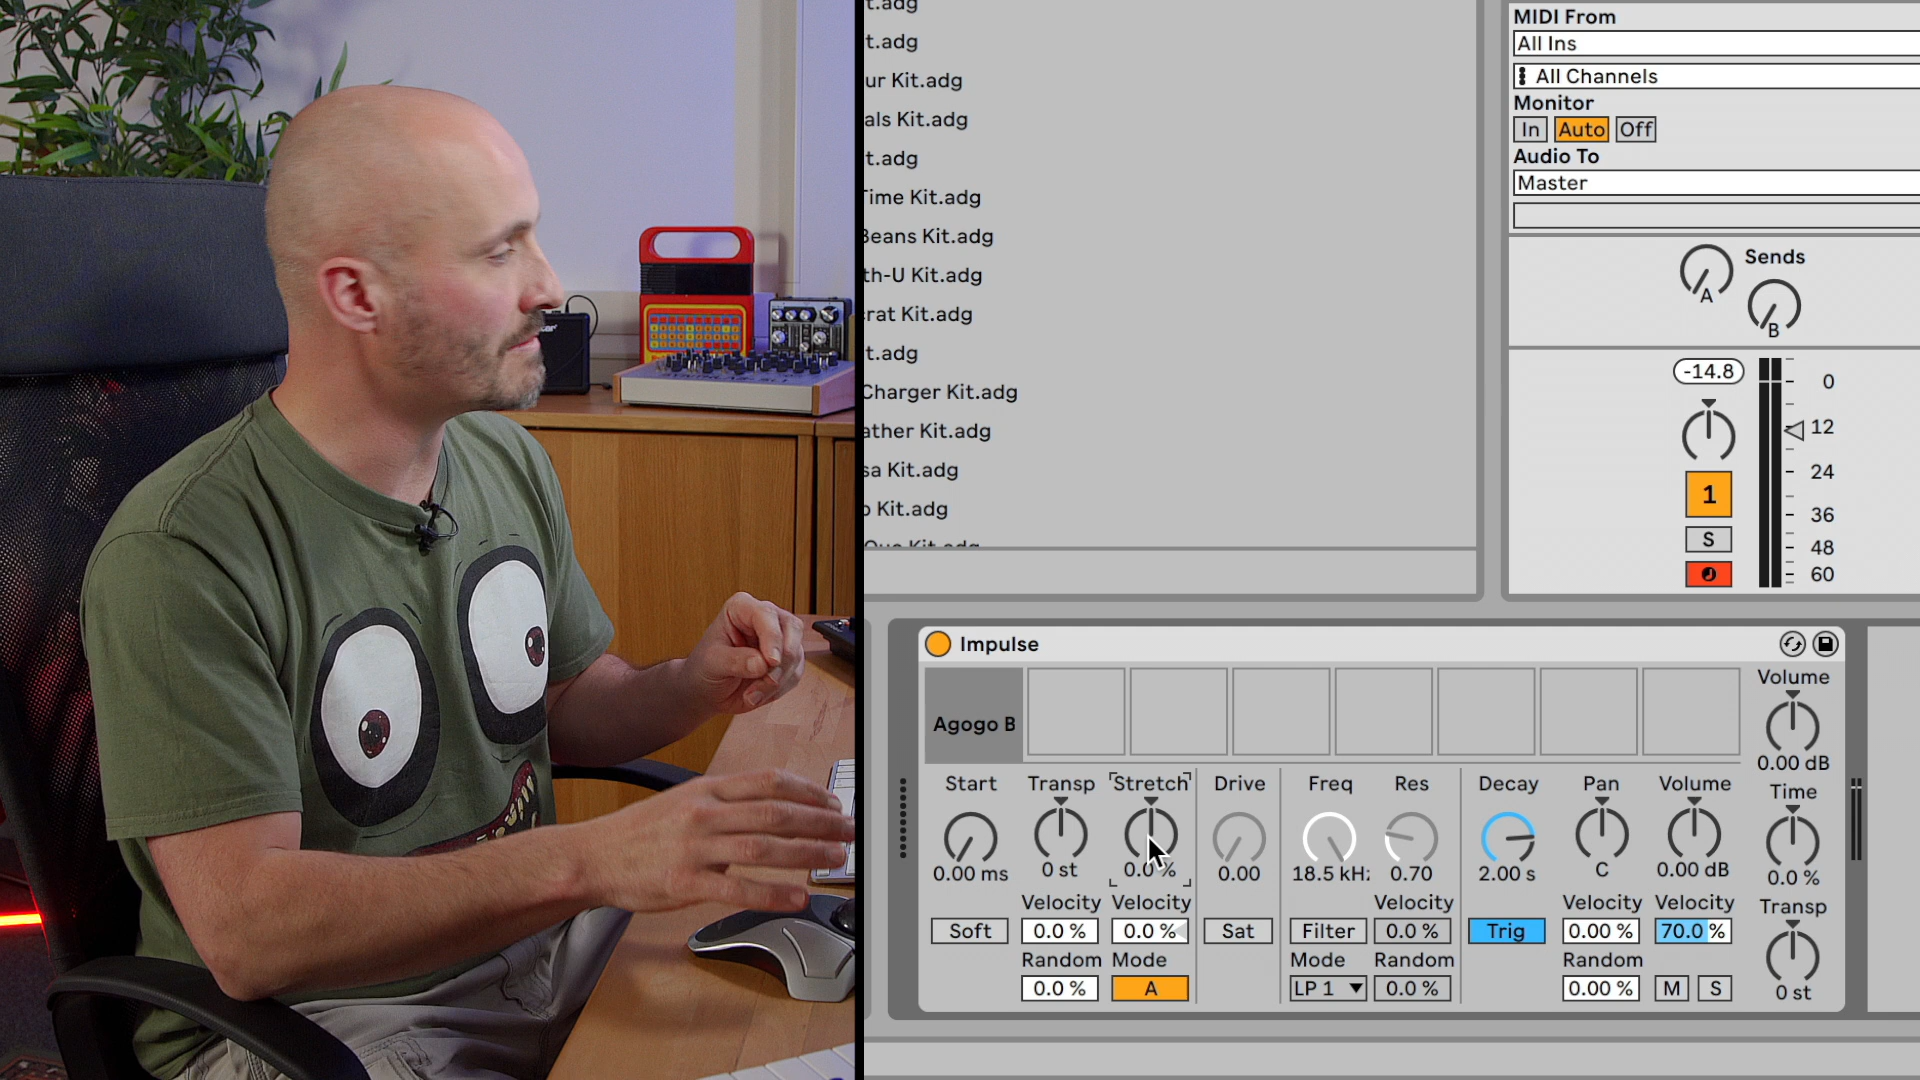 t.adg
t.adg
ur Kit.adg
als Kit.adg
t.adg
Time Kit.adg
Beans Kit.adg
th-U Kit.adg
rat Kit.adg
t.adg
Charger Kit.adg
ather Kit.adg
sa Kit.adg
o Kit.adg
MIDI From
All Ins
All Channels
Monitor
In Auto Off
Audio To
Master
Sends
A
B
-14.8
0
12
24
36
48
60
1
S
Impulse
Agogo B
Volume
0.00 dB
Time
0.0 %
Transp
0 st
Start Transp Stretch Drive Freq Res Decay Pan Volume
0.00 ms 0 st 0.0 % 0.00 18.5 kHz 0.70 2.00 s C 0.00 dB
Velocity Velocity Velocity Velocity Velocity
Soft 0.0 % 0.0 % Sat Filter 0.0 % Trig 0.00 % 70.0 %
Random Mode Mode Random Random
0.0 % A LP 1 0.0 % 0.00 % M S